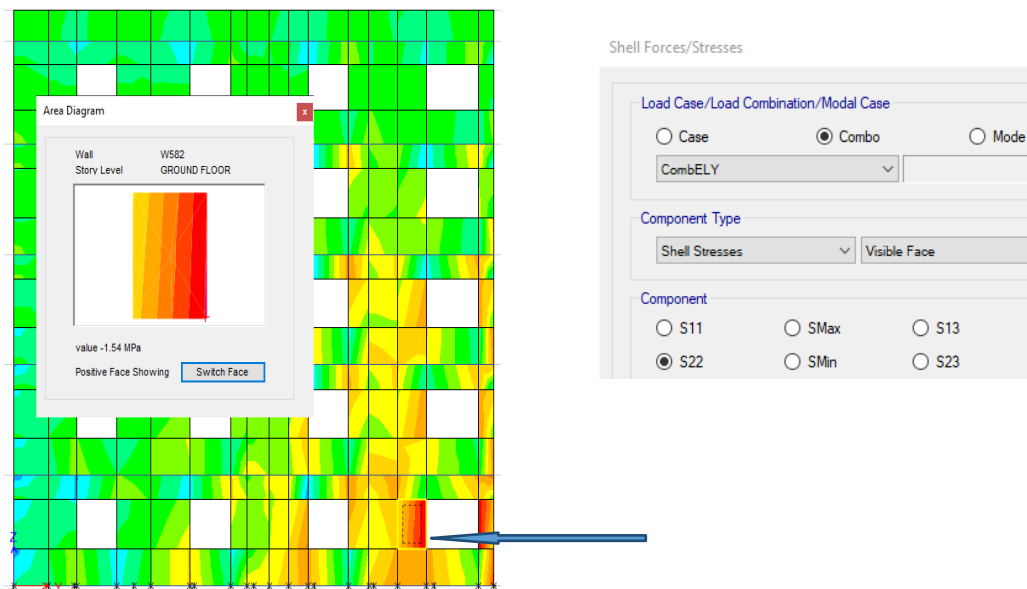 Area Diagram
x
Wall W582
Story Level GROUND FLOOR
value -1.54 MPa
Positive Face Showing Switch Face
Z
Y
Shell Forces/Stresses
Load Case/Load Combination/Modal Case
Case Combo Mode
CombELY
Component Type
Shell Stresses Visible Face
Component
S11 SMax S13
S22 SMin S23